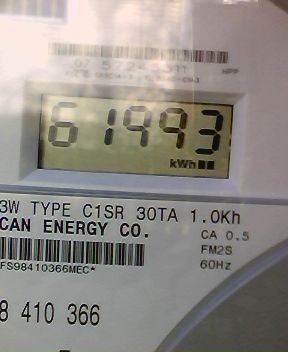 61993
kWh
3W TYPE C1SR 30TA 1.0Kh
CAN ENERGY CO.
CA 0.5
FM2S
60Hz
FS98410366MEC*
8 410 366